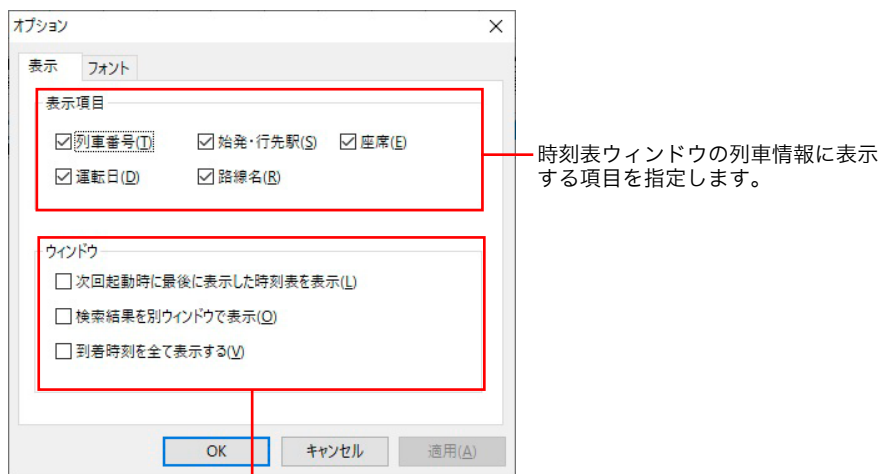 オプション
表示 フォント
表示項目
列車番号(T) 始発・行先駅(S) 座席(E)
運転日(D) 路線名(R)
時刻表ウィンドウの列車情報に表示
する項目を指定します。
ウィンドウ
次回起動時に最後に表示した時刻表を表示(L)
検索結果を別ウィンドウで表示(O)
到着時刻を全て表示する(V)
OK キャンセル 適用(A)